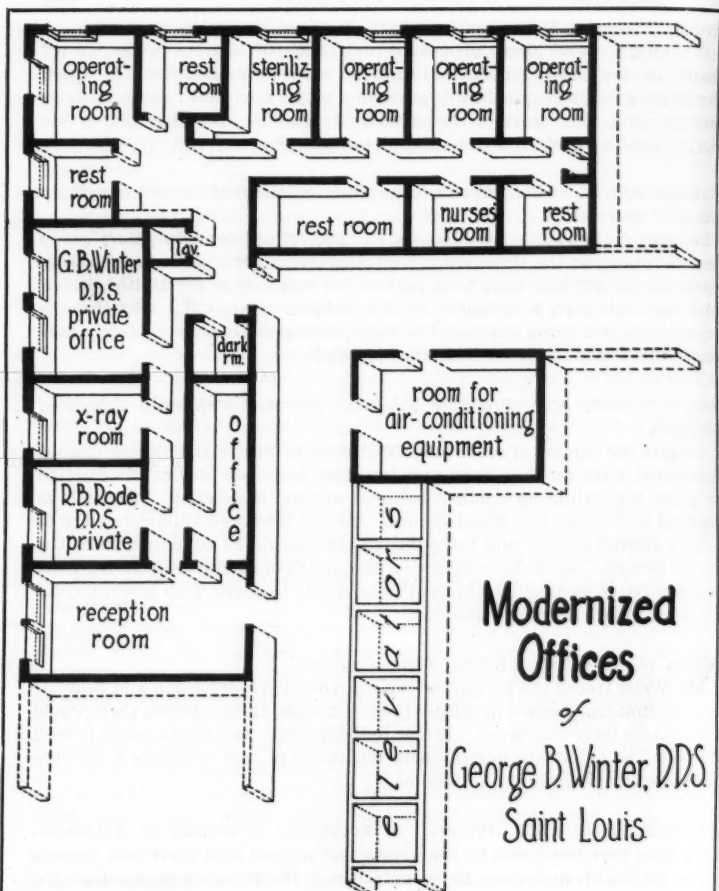 operat-
ing
room
rest
room
steriliz-
ing
room
operat-
ing
room
operat-
ing
room
operat-
ing
room
rest
room
rest room
nurses
room
rest
room
lav.
G.B.Winter
D.D.S.
private
office
dark
rm.
x-ray
room
office
room for
air-conditioning
equipment
R.B.Rode
D.D.S.
private
reception
room
elevators
Modernized
Offices
of
George B. Winter, D.D.S.
Saint Louis